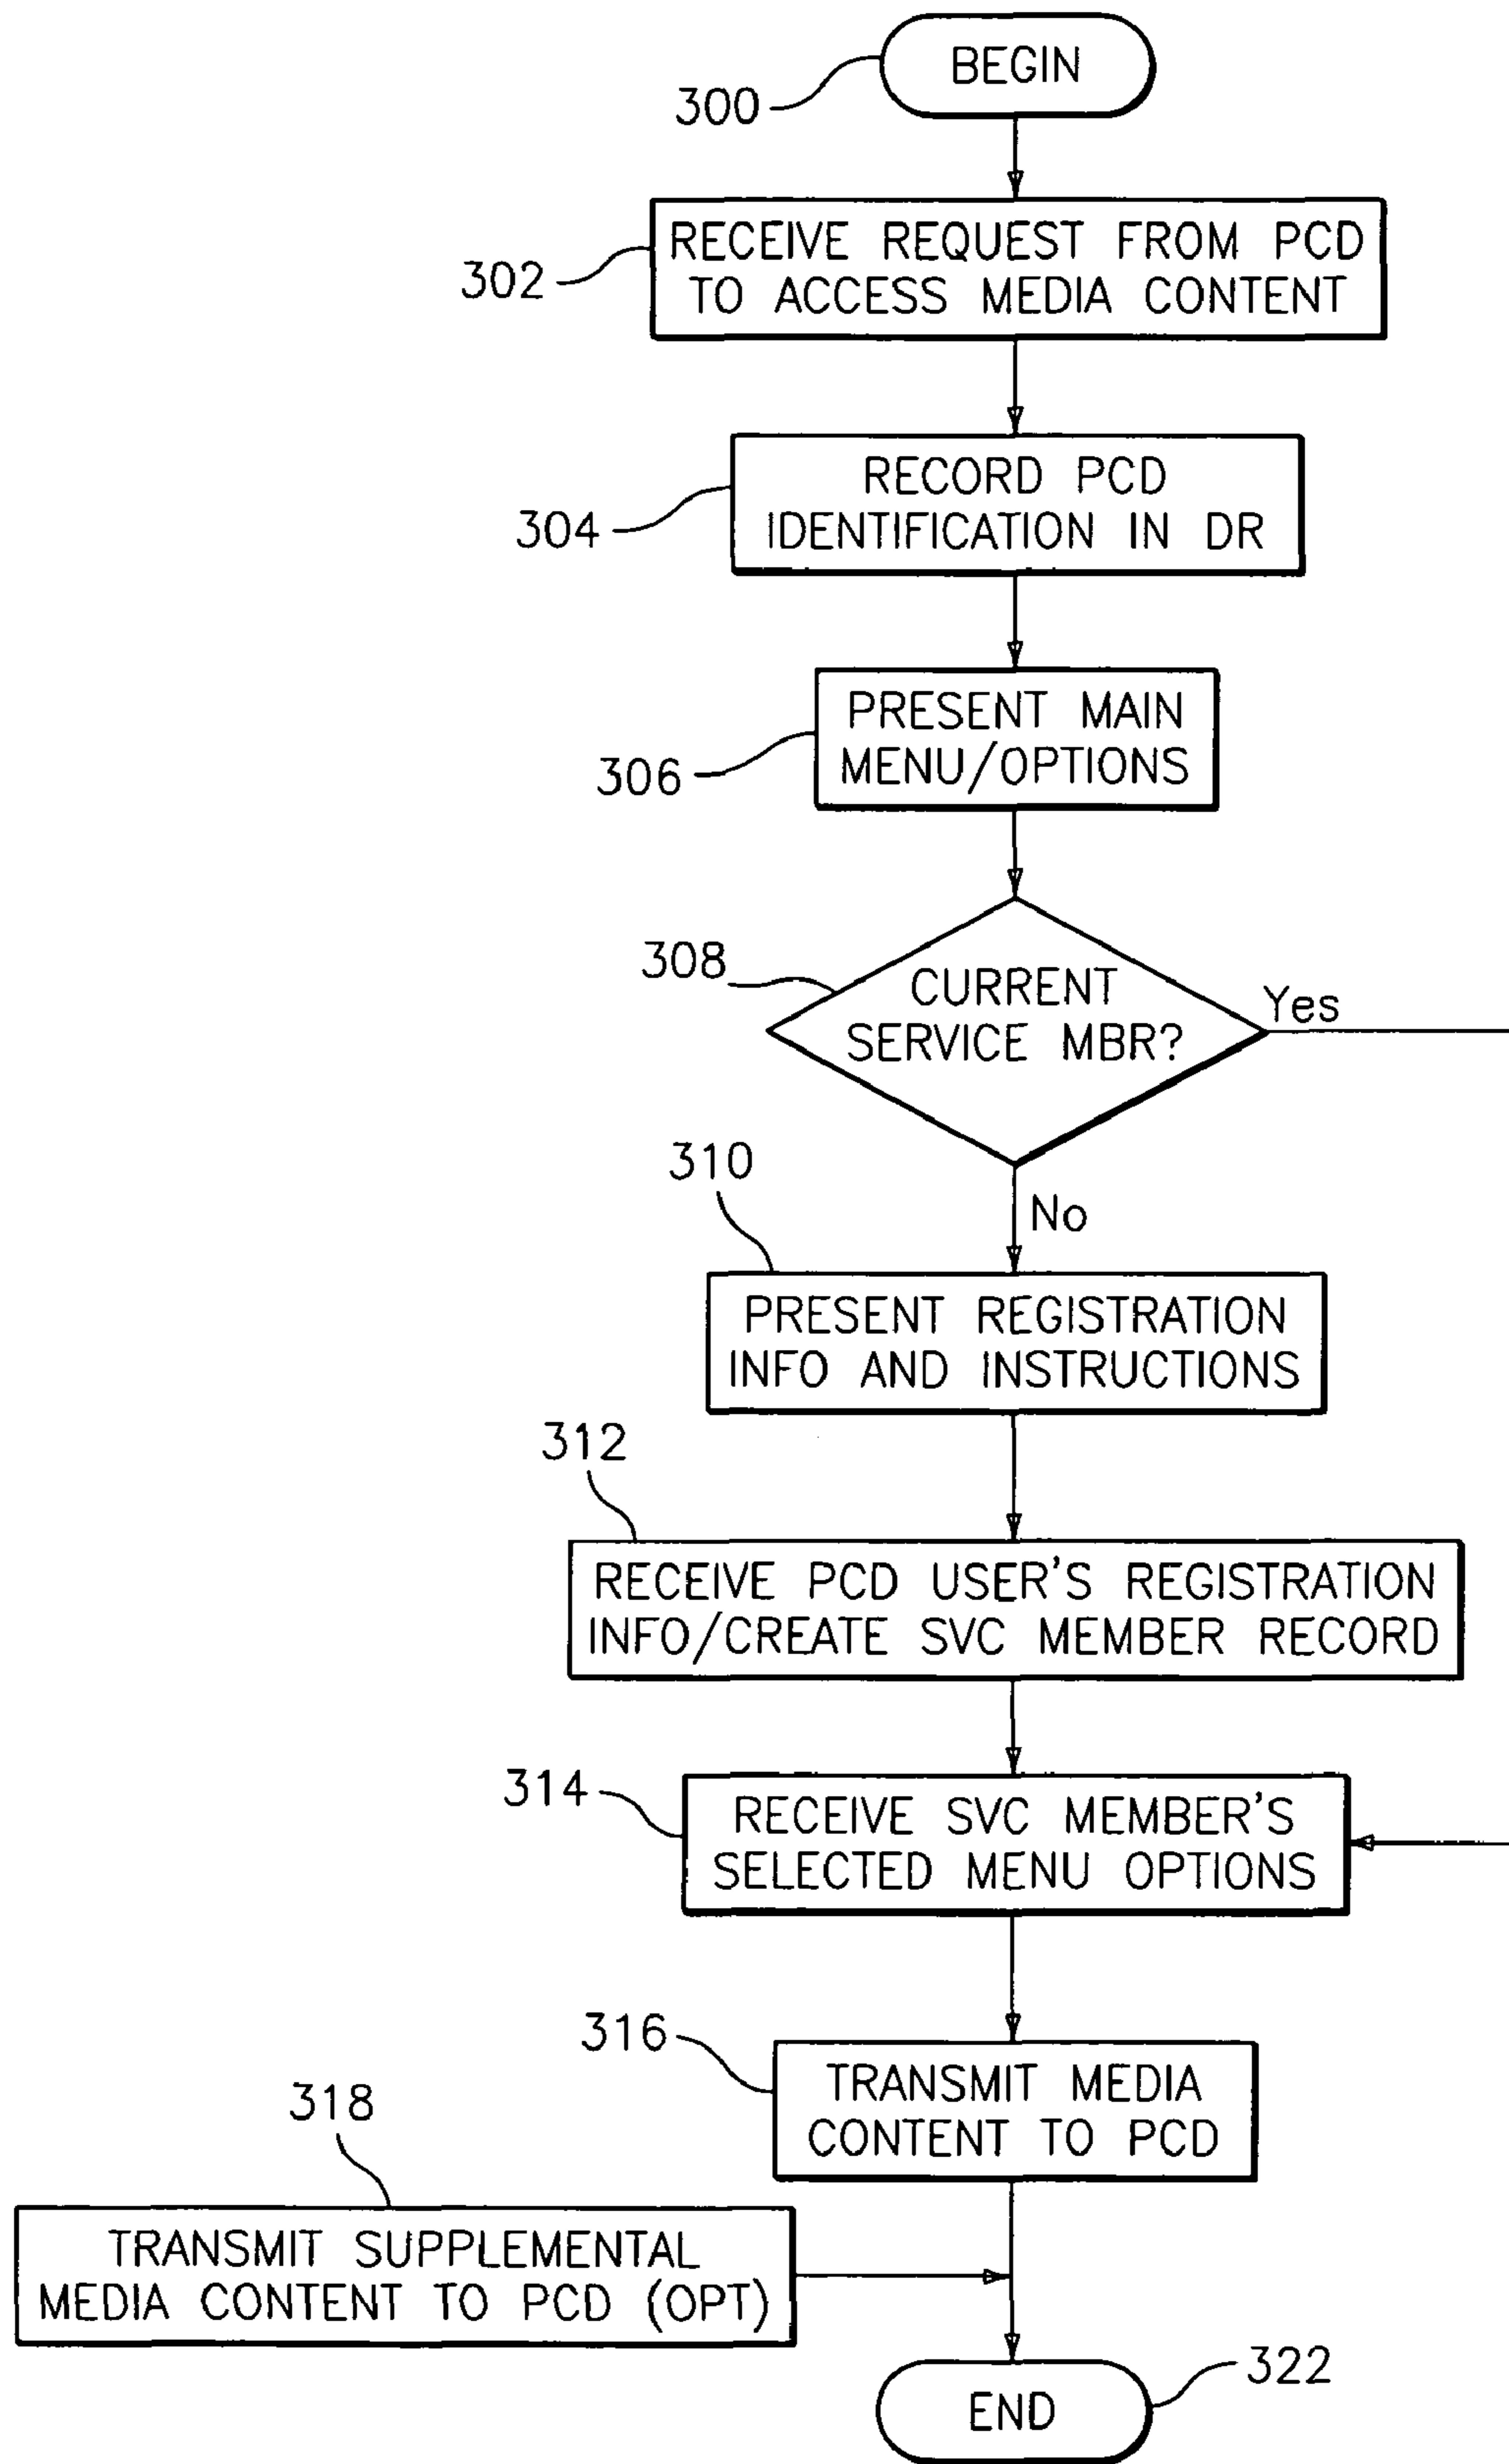 BEGIN
300
RECEIVE REQUEST FROM PCD
TO ACCESS MEDIA CONTENT
302
RECORD PCD
IDENTIFICATION IN DR
304
PRESENT MAIN
MENU/OPTIONS
306
308
CURRENT
SERVICE MBR?
Yes
310
No
PRESENT REGISTRATION
INFO AND INSTRUCTIONS
312
RECEIVE PCD USER'S REGISTRATION
INFO/CREATE SVC MEMBER RECORD
314
RECEIVE SVC MEMBER'S
SELECTED MENU OPTIONS
316
TRANSMIT MEDIA
CONTENT TO PCD
318
TRANSMIT SUPPLEMENTAL
MEDIA CONTENT TO PCD (OPT)
322
END